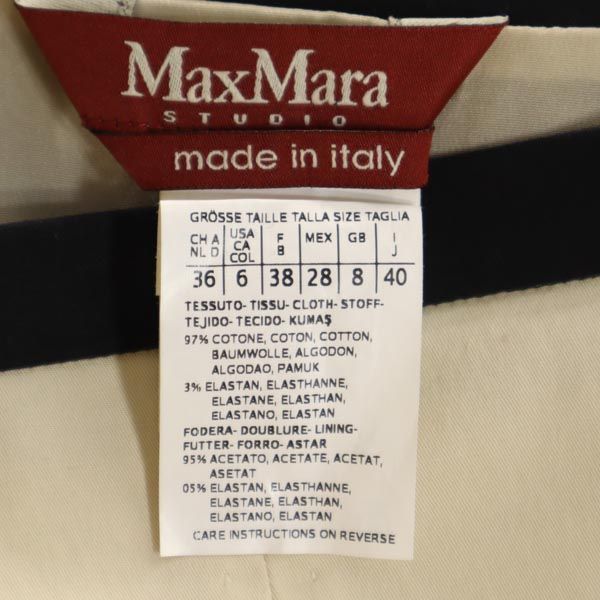 MaxMara
STUDIO
made in italy
GRÖSSE TAILLE TALLA SIZE TAGLIA
CH A NL D USA CA COL F B MEX GB I J
36 6 38 28 8 40
TESSUTO- TISSU- CLOTH- STOFF-
TEJIDO- TECIDO- KUMAŞ
97% COTONE, COTON, COTTON,
BAUMWOLLE, ALGODON,
ALGODAO, PAMUK
3% ELASTAN, ELASTHANNE,
ELASTANE, ELASTHAN,
ELASTANO, ELASTAN
FODERA- DOUBLURE- LINING-
FUTTER- FORRO- ASTAR
95% ACETATO, ACETATE, ACETAT,
ASETAT
05% ELASTAN, ELASTHANNE,
ELASTANE, ELASTHAN,
ELASTANO, ELASTAN
CARE INSTRUCTIONS ON REVERSE